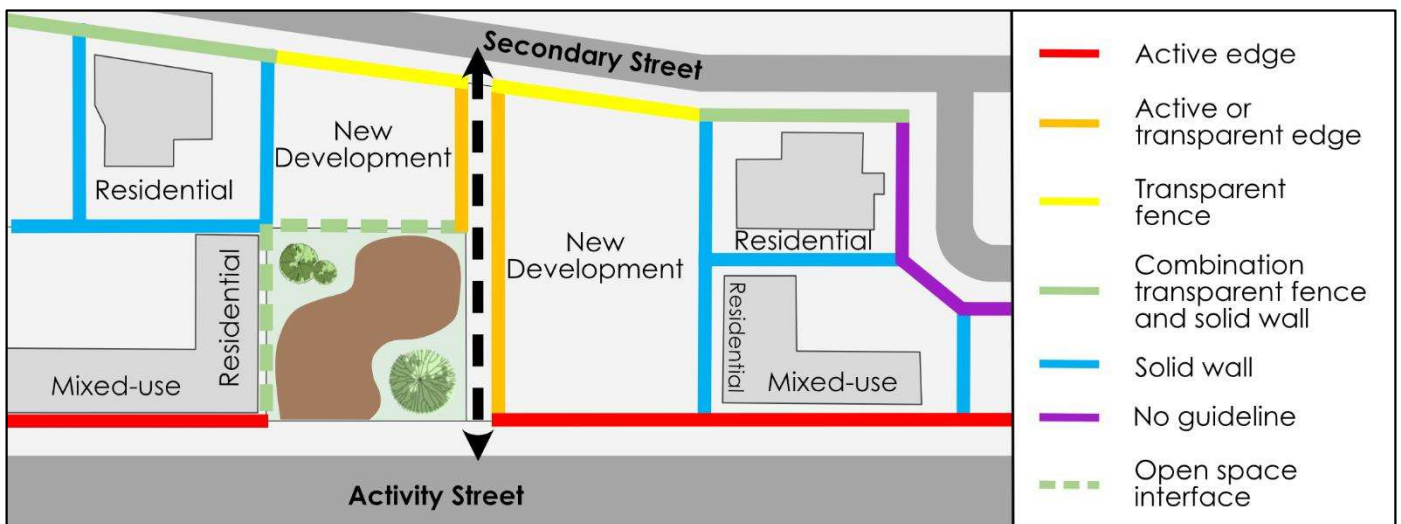 Secondary Street
New
Development
Residential
New
Development
Residential
Residential
Mixed-use
Residential
Mixed-use
Activity Street
Active edge
Active or
transparent edge
Transparent
fence
Combination
transparent fence
and solid wall
Solid wall
No guideline
Open space
interface